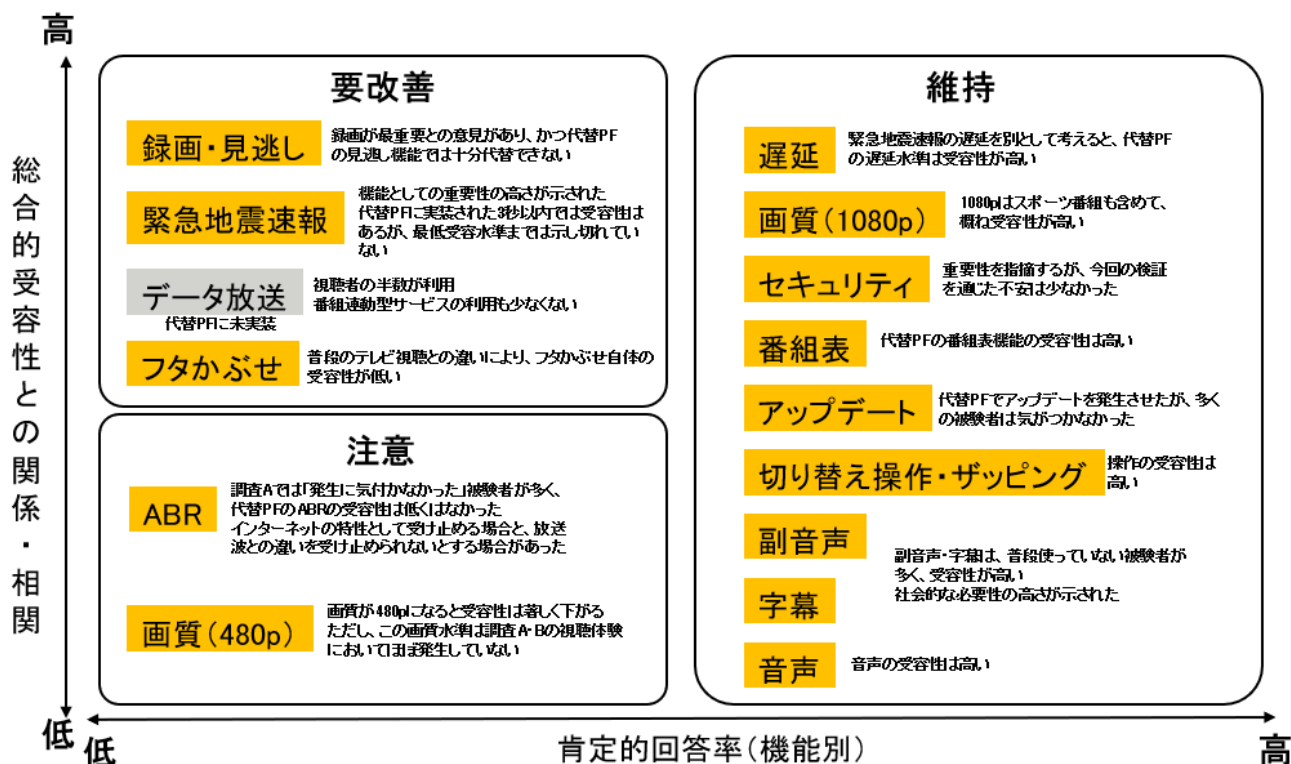 高
総合的受容性との関係・相関
低
要改善
録画・見逃し
録画が最重要との意見があり、かつ代替PF
の見逃し機能では十分代替できない
緊急地震速報
機能としての重要性の高さが示された
代替PFに実装された3秒以内では受容性は
あるが、最低受容水準までは示し切れてい
ない
データ放送
代替PFに未実装
視聴者の半数が利用
番組連動型サービスの利用も少なくない
フタかぶせ
普段のテレビ視聴との違いにより、フタかぶせ自体の
受容性が低い
注意
ABR
調査Aでは「発生に気付かなかった」被験者が多く、
代替PFのABRの受容性は低くはなかった
インターネットの特性として受け止める場合と、放送
波との違いを受け止められないとする場合があった
画質(480p)
画質が480pになると受容性は著しく下がる
ただし、この画質水準は調査A・Bの視聴体験
においてほぼ発生していない
維持
遅延
緊急地震速報の遅延を別として考えると、代替PF
の遅延水準は受容性が高い
画質(1080p)
1080pはスポーツ番組も含めて、
概ね受容性が高い
セキュリティ
重要性を指摘するが、今回の検証
を通じた不安は少なかった
番組表
代替PFの番組表機能の受容性は高い
アップデート
代替PFでアップデートを発生させたが、多く
の被験者は気がつかなかった
切り替え操作・ザッピング
操作の受容性は
高い
副音声
字幕
副音声・字幕は、普段使っていない被験者が
多く、受容性が高い
社会的な必要性の高さが示された
音声
音声の受容性は高い
低
肯定的回答率(機能別)
高